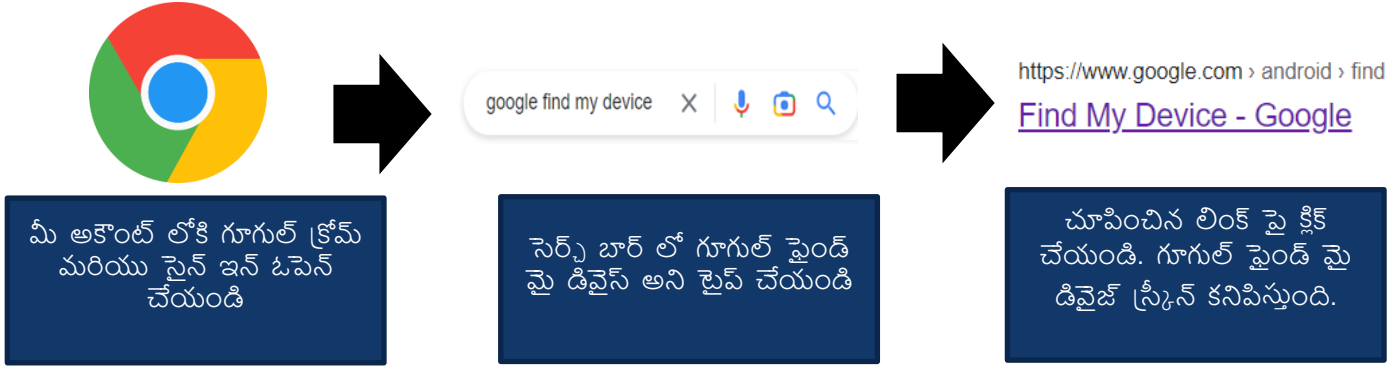 google find my device
https://www.google.com › android › find
Find My Device - Google
మీ అకౌంట్ లోకి గూగుల్ క్రోమ్
మరియు సైన్ ఇన్ ఓపెన్
చేయండి
సెర్చ్ బార్ లో గూగుల్ ఫైండ్
మై డివైస్ అని టైప్ చేయండి
చూపించిన లింక్ పై క్లిక్
చేయండి. గూగుల్ ఫైండ్ మై
డివైజ్ స్క్రీన్ కనిపిస్తుంది.